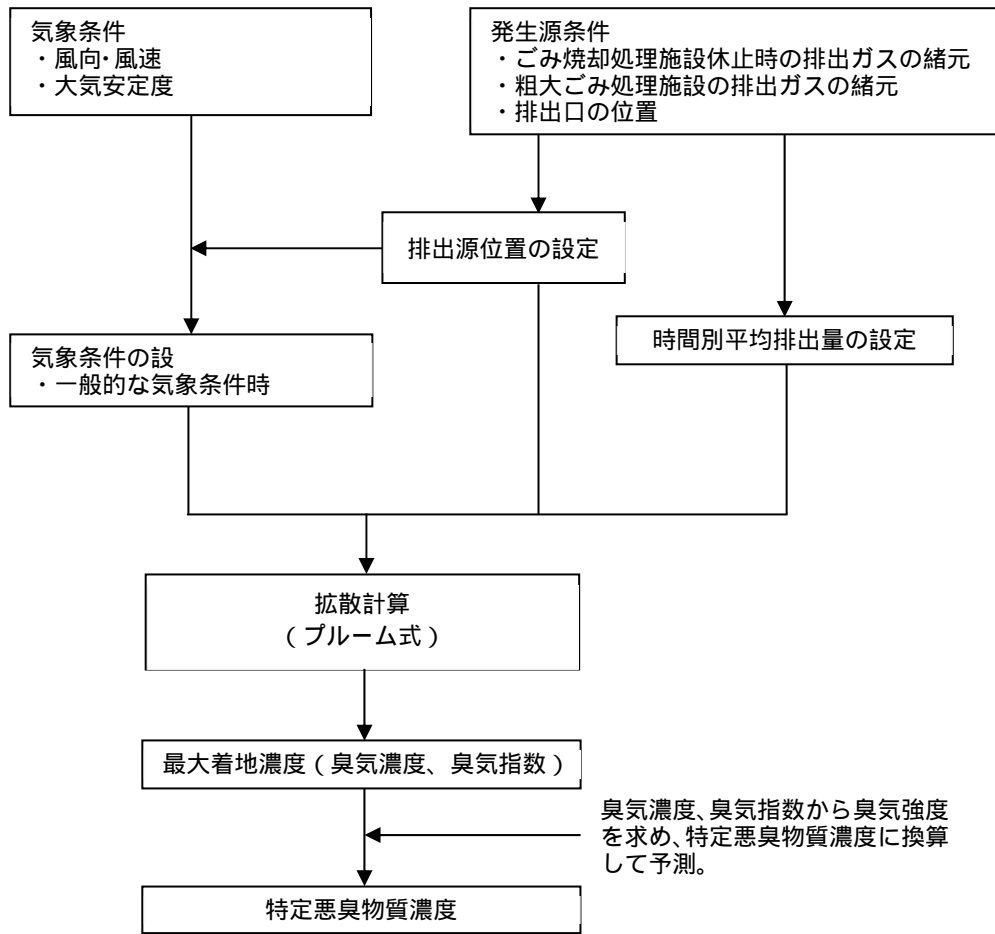 気象条件
・風向・風速
・大気安定度
発生源条件
・ごみ焼却処理施設休止時の排出ガスの緒元
・粗大ごみ処理施設の排出ガスの緒元
・排出口の位置
排出源位置の設定
気象条件の設
・一般的な気象条件時
時間別平均排出量の設定
拡散計算
（プルーム式）
最大着地濃度（臭気濃度、臭気指数）
臭気濃度、臭気指数から臭気強度
を求め、特定悪臭物質濃度に換算
して予測。
特定悪臭物質濃度